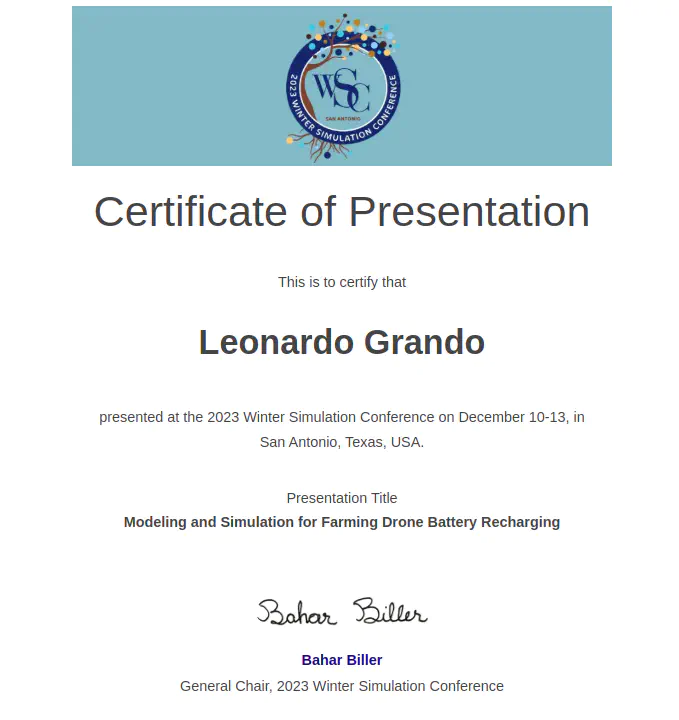 2023 WINTER SIMULATION CONFERENCE
WSC
SAN ANTONIO
Certificate of Presentation
This is to certify that
Leonardo Grando
presented at the 2023 Winter Simulation Conference on December 10-13, in
San Antonio, Texas, USA.
Presentation Title
Modeling and Simulation for Farming Drone Battery Recharging
Bahar Biller
Bahar Biller
General Chair, 2023 Winter Simulation Conference